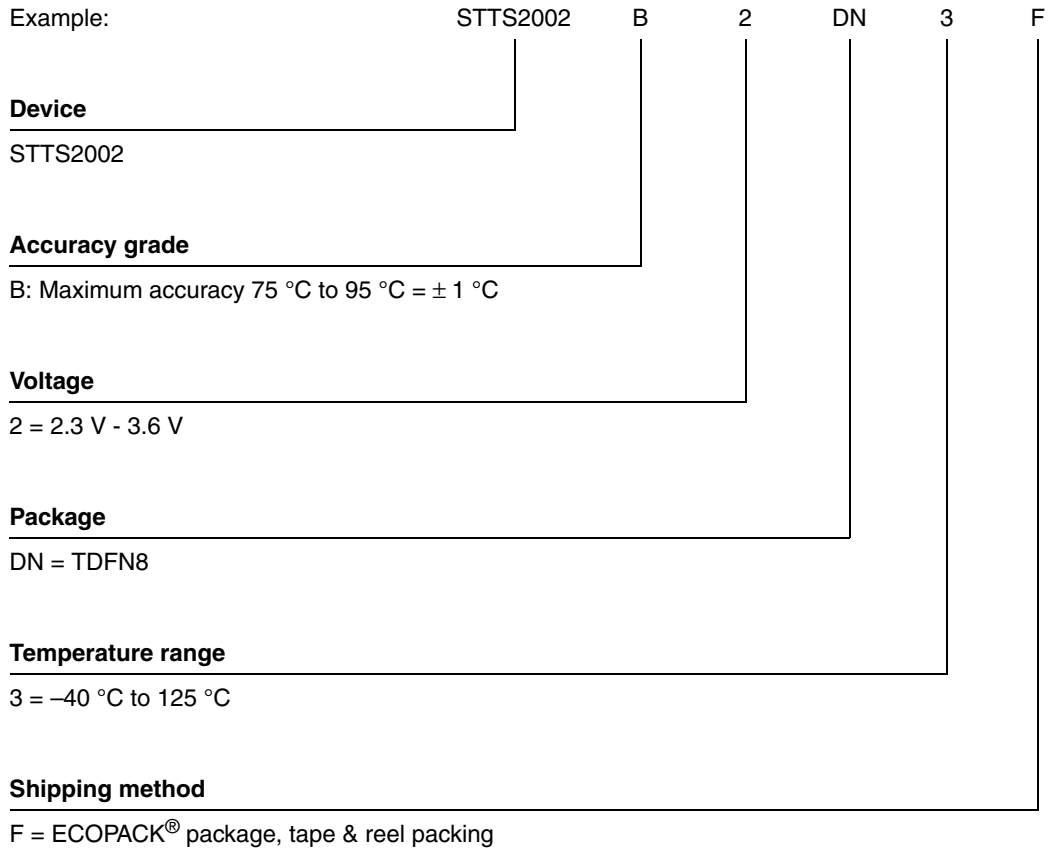 Example: STTS2002 B 2 DN 3 F
Device
STTS2002
Accuracy grade
B: Maximum accuracy 75 °C to 95 °C = ± 1 °C
Voltage
2 = 2.3 V - 3.6 V
Package
DN = TDFN8
Temperature range
3 = –40 °C to 125 °C
Shipping method
F = ECOPACK® package, tape & reel packing